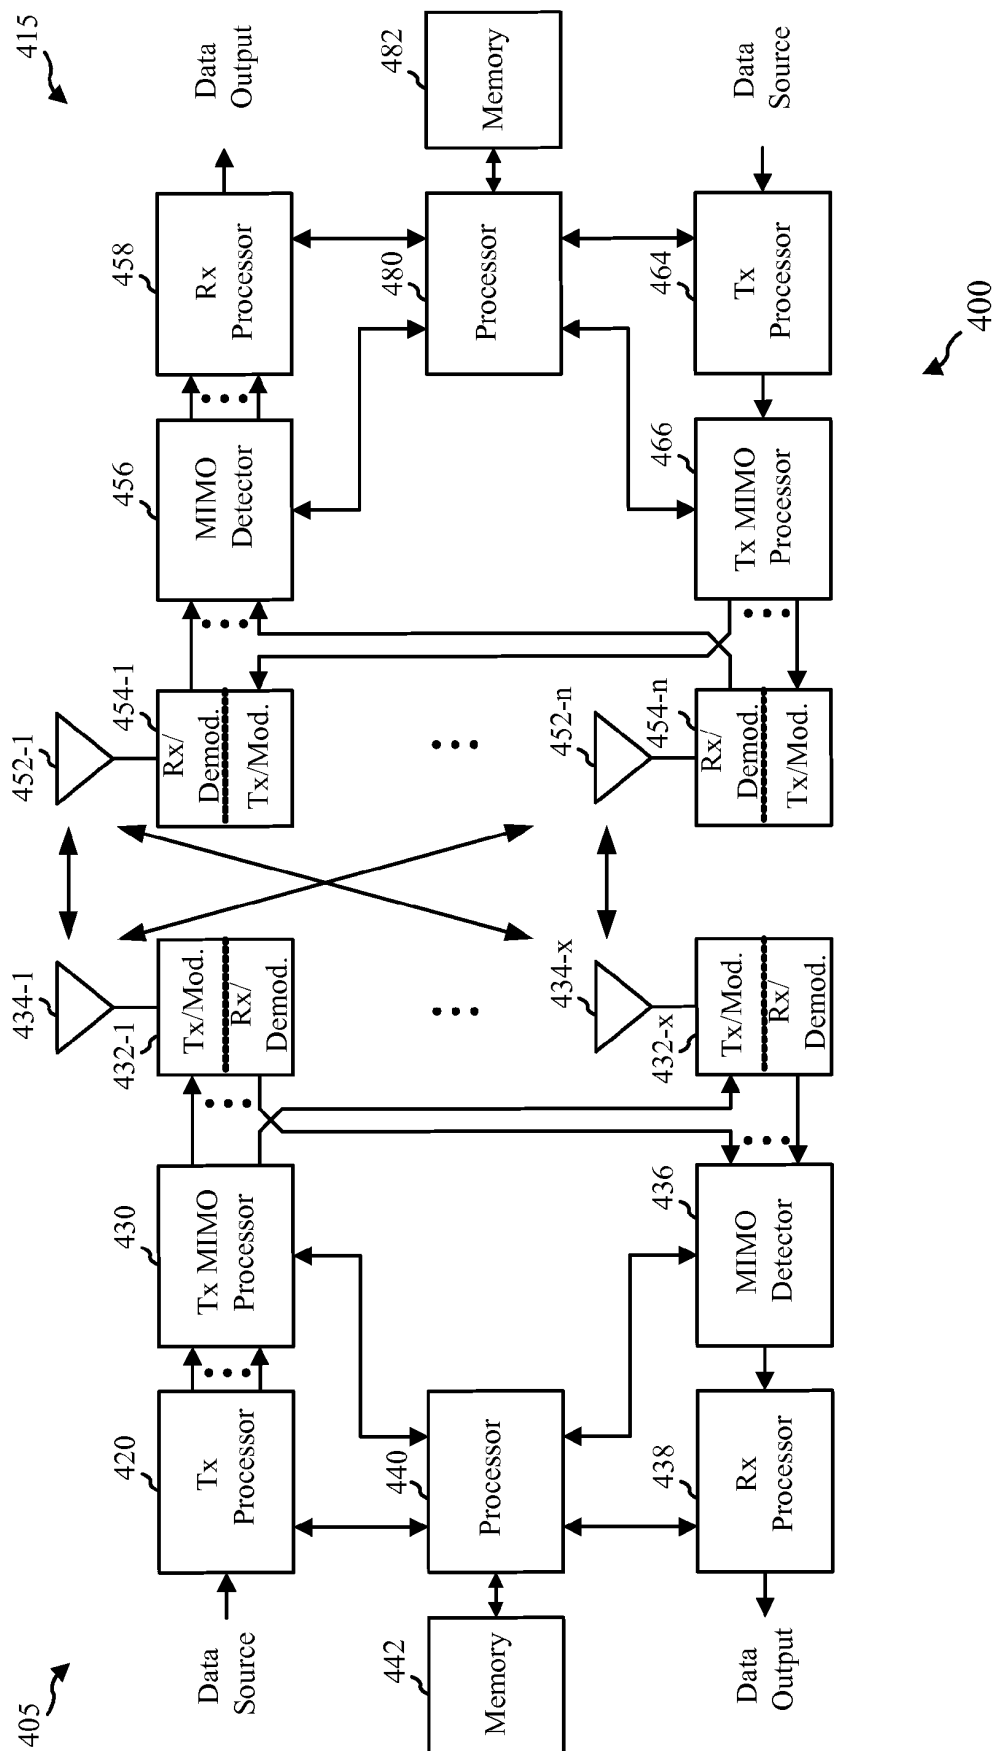 405
415
Data
Source
420
Tx
Processor
430
Tx MIMO
Processor
432-1
Tx/Mod.
Rx/
Demod.
434-1
452-1
454-1
Rx/
Demod.
Tx/Mod.
456
MIMO
Detector
458
Rx
Processor
Data
Output
442
Memory
440
Processor
480
Processor
482
Memory
Data
Output
438
Rx
Processor
436
MIMO
Detector
432-x
Tx/Mod.
Rx/
Demod.
434-x
452-n
454-n
Rx/
Demod.
Tx/Mod.
466
Tx MIMO
Processor
464
Tx
Processor
Data
Source
400